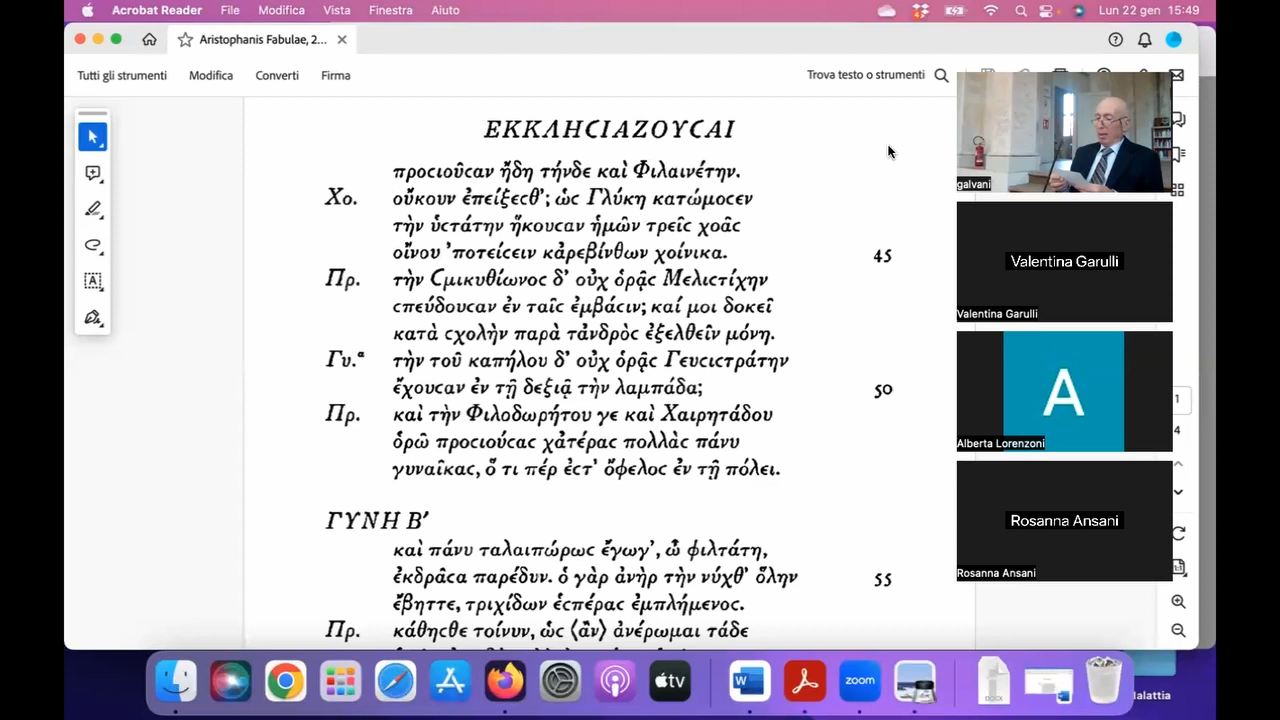 Acrobat Reader File Modifica Vista Finestra Aiuto Lun 22 gen 15:49
Aristophanis Fabulae, 2...
Tutti gli strumenti Modifica Converti Firma Trova testo o strumenti
ΕΚΚΛΗϹΙΑΖΟΥϹΑΙ
προϲιοῦϲαν ἤδη τήνδε καὶ Φιλαινέτην.
Χο. οὔκουν ἐπείξεϲθ’; ὡϲ Γλύκη κατώμοϲεν
τὴν ὑϲτάτην ἥκουϲαν ἡμῶν τρεῖϲ χοᾶϲ
οἴνου ’ποτείϲειν κἀρεβίνθων χοίνικα. 45
Πρ. τὴν Ϲμικυθίωνοϲ δ’ οὐχ ὁρᾷϲ Μελιϲτίχην
ϲπεύδουϲαν ἐν ταῖϲ ἐμβάϲιν; καί μοι δοκεῖ
κατὰ ϲχολὴν παρὰ τἀνδρὸϲ ἐξελθεῖν μόνη.
Γυ.ᵅ τὴν τοῦ καπήλου δ’ οὐχ ὁρᾷϲ Γευϲιϲτράτην
ἔχουϲαν ἐν τῇ δεξιᾷ τὴν λαμπάδα; 50
Πρ. καὶ τὴν Φιλοδωρήτου γε καὶ Χαιρητάδου
ὁρῶ προϲιούϲαϲ χἀτέραϲ πολλὰϲ πάνυ
γυναῖκαϲ, ὅ τι πέρ ἐϲτ’ ὄφελοϲ ἐν τῇ πόλει.
ΓΥΝΗ Β′
καὶ πάνυ ταλαιπώρωϲ ἔγωγ’, ὦ φιλτάτη,
ἐκδρᾶϲα παρέδυν. ὁ γὰρ ἀνὴρ τὴν νύχθ’ ὅλην 55
ἔβηττε, τριχίδων ἑϲπέραϲ ἐμπλήμενοϲ.
Πρ. κάθηϲθε τοίνυν, ὡϲ ⟨ἂν⟩ ἀνέρωμαι τάδε
galvani
Valentina Garulli
Valentina Garulli
A
Alberta Lorenzoni
Rosanna Ansani
Rosanna Ansani
1
4
tv
W
zoom
DOCX
W
Malattia